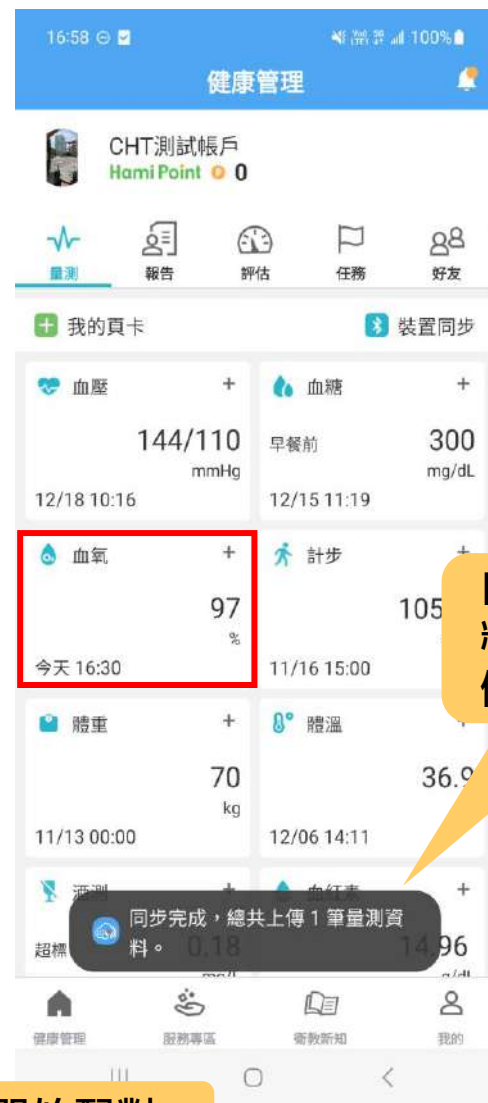 16:58 100%
健康管理
CHT測試帳戶
Hami Point 0
量測 報告 評估 任務 好友
我的頁卡 裝置同步
血壓 + 血糖 +
144/110 早餐前 300
mmHg mg/dL
12/18 10:16 12/15 11:19
血氧 + 計步 +
97 105
%
今天 16:30 11/16 15:00
體重 + 體溫
70 36.9
kg
11/13 00:00 12/06 14:11
酒測 + 血紅素 +
同步完成,總共上傳 1 筆量測資
料。
超標 0.18 14.96
健康管理 服務專區 衛教新知 我的